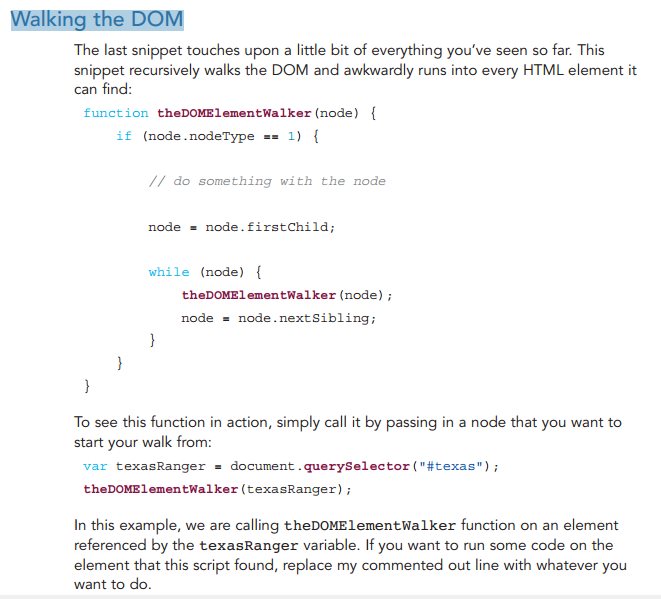 Walking the DOM
The last snippet touches upon a little bit of everything you’ve seen so far. This
snippet recursively walks the DOM and awkwardly runs into every HTML element it
can find:
function theDOMElementWalker(node) {
if (node.nodeType == 1) {
// do something with the node
node = node.firstChild;
while (node) {
theDOMElementWalker(node);
node = node.nextSibling;
}
}
}
To see this function in action, simply call it by passing in a node that you want to
start your walk from:
var texasRanger = document.querySelector("#texas");
theDOMElementWalker(texasRanger);
In this example, we are calling theDOMElementWalker function on an element
referenced by the texasRanger variable. If you want to run some code on the
element that this script found, replace my commented out line with whatever you
want to do.